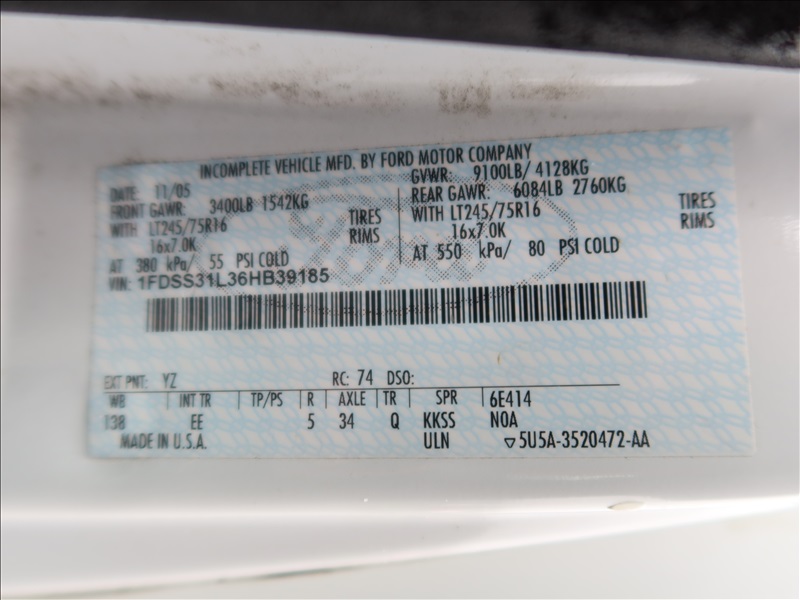 INCOMPLETE VEHICLE MFD. BY FORD MOTOR COMPANY
DATE: 11/05
GVWR: 9100LB/ 4128KG
FRONT GAWR: 3400LB 1542KG
REAR GAWR: 6084LB 2760KG
WITH LT245/75R16 TIRES
WITH LT245/75R16 TIRES
16x7.0K RIMS
16x7.0K RIMS
AT 380 kPa/ 55 PSI COLD
AT 550 kPa/ 80 PSI COLD
VIN: 1FDSS31L36HB39185
Ford
EXT PNT: YZ RC: 74 DSO:
WB INT TR TP/PS R AXLE TR SPR 6E414
138 EE 5 34 Q KKSS NOA
MADE IN U.S.A. ULN ▽5U5A-3520472-AA